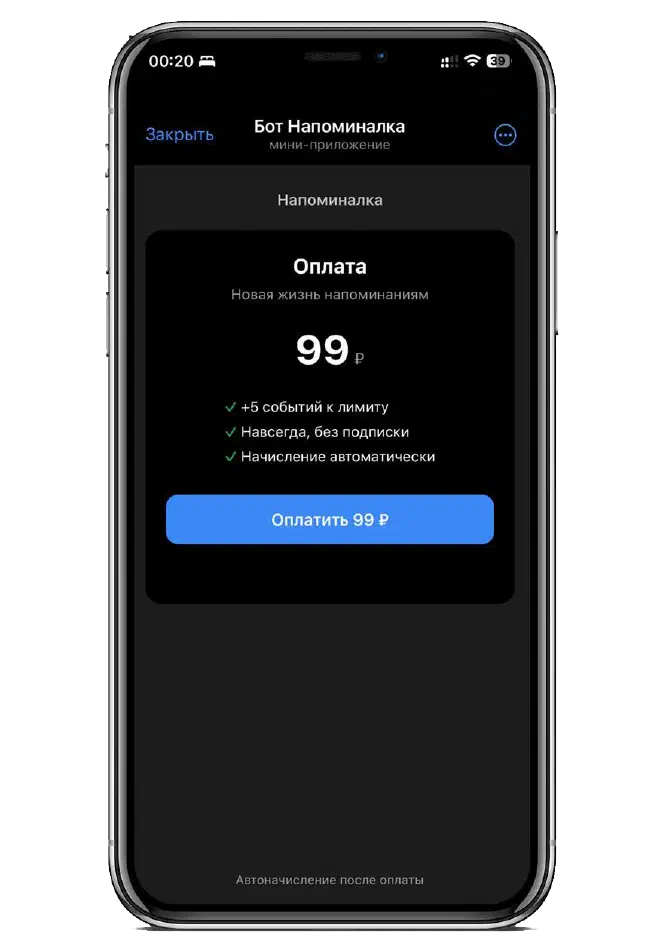 00:20
39
Закрыть
Бот Напоминалка
мини-приложение
Напоминалка
Оплата
Новая жизнь напоминаниям
99 ₽
+5 событий к лимиту
Навсегда, без подписки
Начисление автоматически
Оплатить 99 ₽
Автоначисление после оплаты